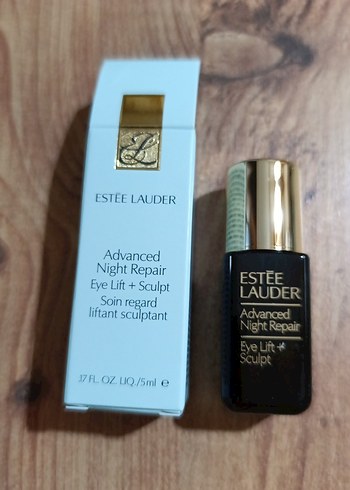 ESTĒE LAUDER
Advanced
Night Repair
Eye Lift + Sculpt
Soin regard
liftant sculptant
.17 FL. OZ. LIQ./5ml e
ESTĒE
LAUDER
Advanced
Night Repair
Eye Lift +
Sculpt